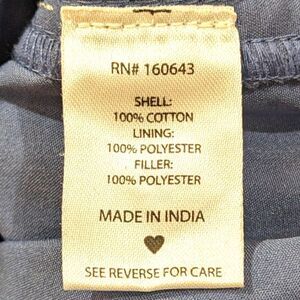 RN# 160643
SHELL:
100% COTTON
LINING:
100% POLYESTER
FILLER:
100% POLYESTER
MADE IN INDIA
SEE REVERSE FOR CARE